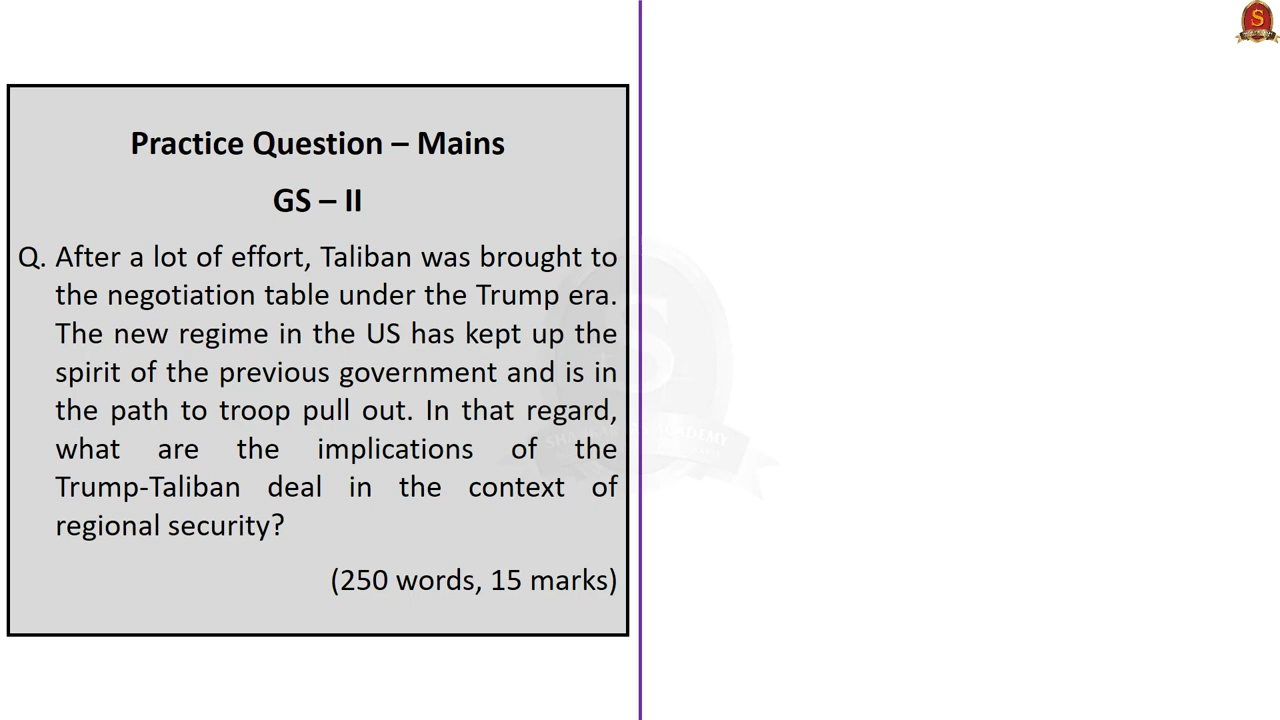 Practice Question – Mains
GS – II
Q. After a lot of effort, Taliban was brought to
the negotiation table under the Trump era.
The new regime in the US has kept up the
spirit of the previous government and is in
the path to troop pull out. In that regard,
what are the implications of the
Trump-Taliban deal in the context of
regional security?
(250 words, 15 marks)
S